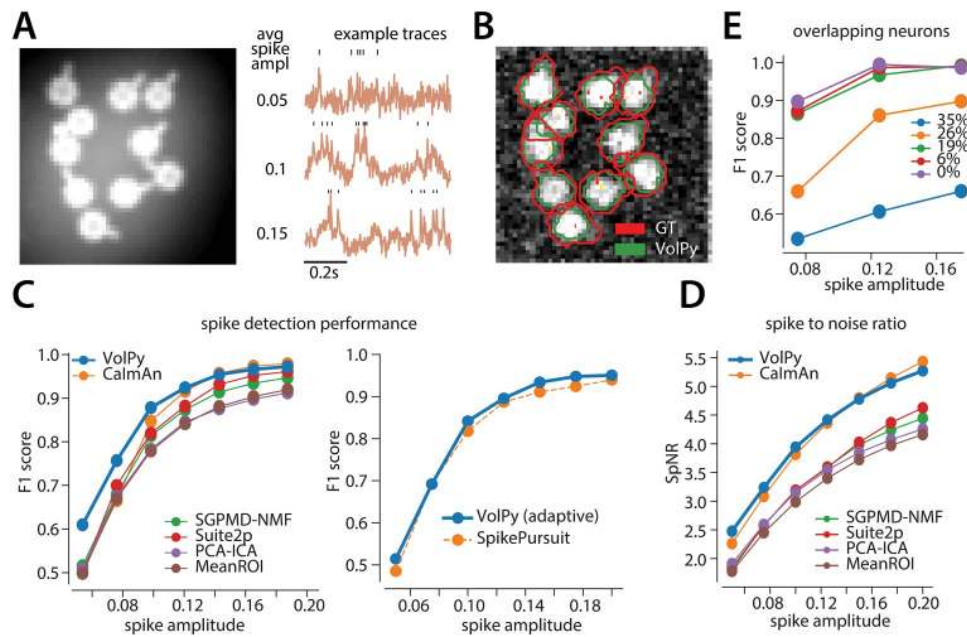 A
avg
spike
ampl
example traces
0.05
0.1
0.15
0.2s
B
GT
VolPy
E
overlapping neurons
1.0
0.9
0.8
0.7
0.6
F1 score
35%
26%
19%
6%
0%
0.08
0.12
0.16
spike amplitude
C
spike detection performance
1.0
0.9
0.8
0.7
0.6
0.5
F1 score
VolPy
CaImAn
SGPMD-NMF
Suite2p
PCA-ICA
MeanROI
0.08
0.12
0.16
0.20
spike amplitude
1.0
0.9
0.8
0.7
0.6
0.5
F1 score
VolPy (adaptive)
SpikePursuit
0.06
0.10
0.14
0.18
spike amplitude
D
spike to noise ratio
5.5
5.0
4.5
4.0
3.5
3.0
2.5
2.0
SpNR
VolPy
CaImAn
SGPMD-NMF
Suite2p
PCA-ICA
MeanROI
0.08
0.12
0.16
0.20
spike amplitude